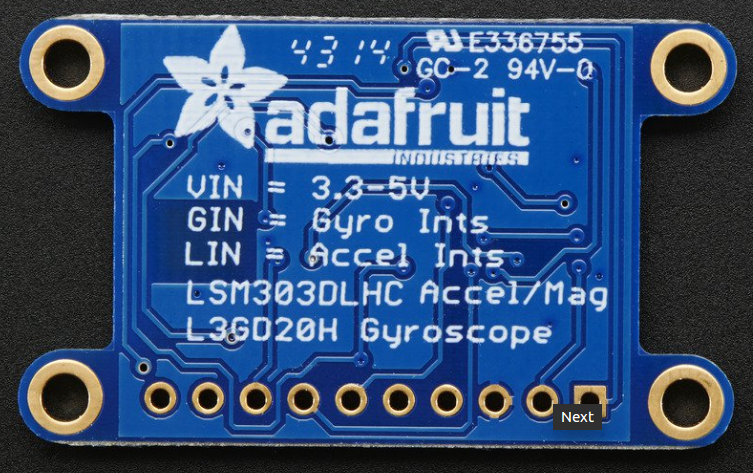 4314
E336755
GC-2 94V-0
adafruit
INDUSTRIES
VIN = 3.3-5V
GIN = Gyro Ints
LIN = Accel Ints
LSM303DLHC Accel/Mag
L3GD20H Gyroscope
Next